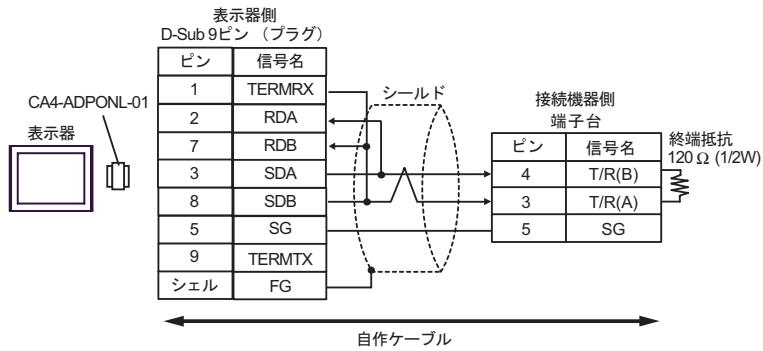 表示器側
D-Sub 9ピン （プラグ）
ピン 信号名
1 TERMRX
2 RDA
7 RDB
3 SDA
8 SDB
5 SG
9 TERMTX
シェル FG
CA4-ADPONL-01
表示器
シールド
接続機器側
端子台
ピン 信号名
4 T/R(B)
3 T/R(A)
5 SG
終端抵抗
120 Ω (1/2W)
自作ケーブル